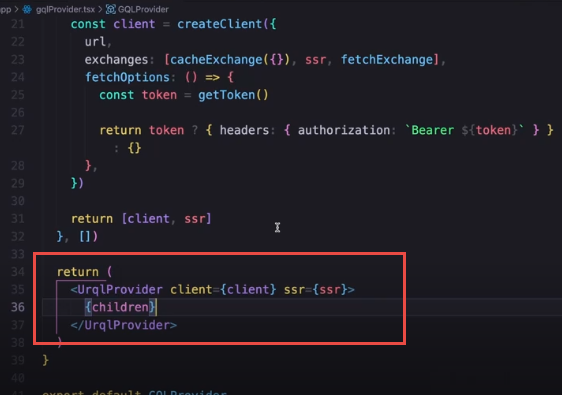 app > gqlProvider.tsx > GQLProvider
21 const client = createClient({
22 url,
23 exchanges: [cacheExchange({}), ssr, fetchExchange],
24 fetchOptions: () => {
25 const token = getToken()
26
27 return token ? { headers: { authorization: `Bearer ${token}` } }
: {}
28 },
29 })
30
31 return [client, ssr]
32 }, [])
33
34 return (
35 <UrqlProvider client={client} ssr={ssr}>
36 {children}
37 </UrqlProvider>
38 )
39 }
40
export default GQLProvider